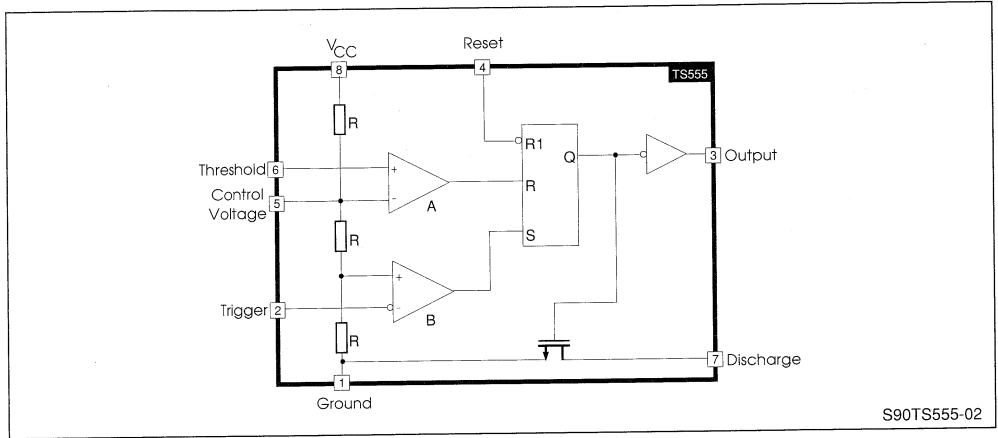 VCC
Reset
8
4
TS555
R
R1
Q
3 Output
Threshold 6
+
R
Control
5
Voltage
-
A
R
S
+
Trigger 2
-
B
R
7 Discharge
1
Ground
S90TS555-02